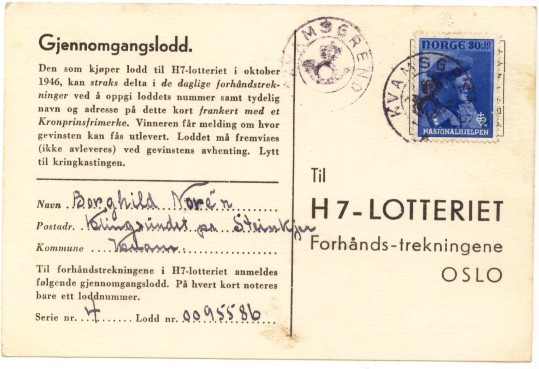 Gjennomgangslodd.
Den som kjøper lodd til H7-lotteriet i oktober
1946, kan straks delta i de daglige forhåndstrek-
ninger ved å oppgi loddets nummer samt tydelig
navn og adresse på dette kort frankert med et
Kronprinsfrimerke. Vinneren får melding om hvor
gevinsten kan fås utlevert. Loddet må fremvises
(ikke avleveres) ved gevinstens avhenting. Lytt
til kringkastingen.
Navn Borghild Norén
Postadr. Klingsundet pr Steinkjer
Kommune Kvam
Til forhåndstrekningene i H7-lotteriet anmeldes
følgende gjennomgangslodd. På hvert kort noteres
bare ett loddnummer.
Serie nr. 4 Lodd nr. 0095586
KVAMSGREND
NORGE 30+10
KVAMSG
NASJONALHJELPEN
Til
H7-LOTTERIET
Forhånds-trekningene
OSLO